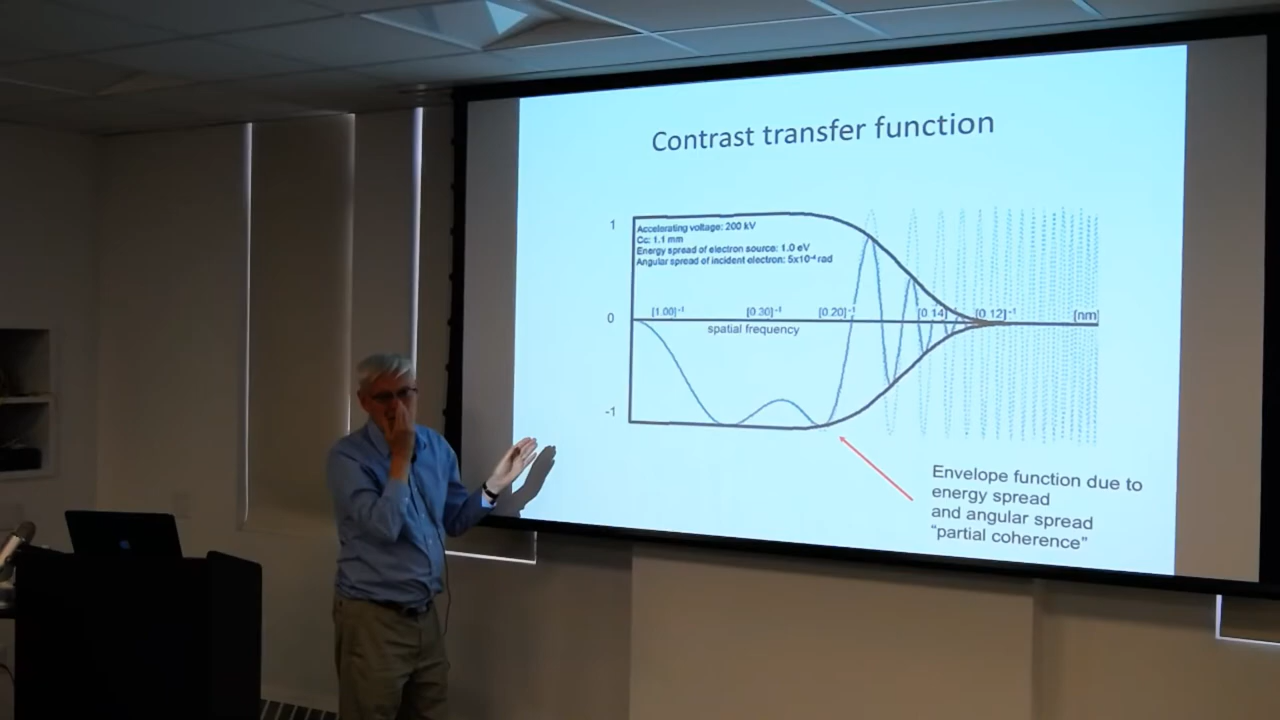 Contrast transfer function
1
Accelerating voltage: 200 kV
Cc: 1.1 mm
Energy spread of electron source: 1.0 eV
Angular spread of incident electron: 5x10⁻⁴ rad
0 [1.00]⁻¹ [0.30]⁻¹ [0.20]⁻¹ [0.14] [0.12]⁻¹ [nm]
spatial frequency
-1
Envelope function due to
energy spread
and angular spread
“partial coherence”